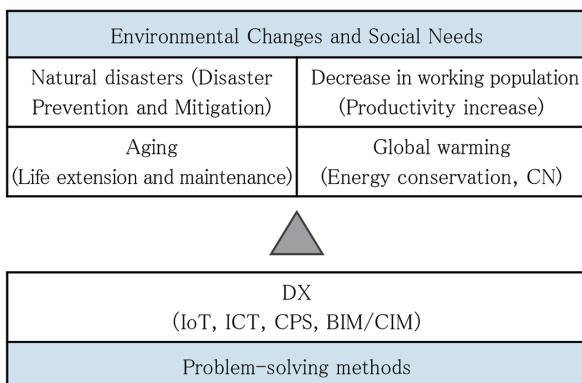 Environmental Changes and Social Needs
Natural disasters (Disaster
Prevention and Mitigation)
Decrease in working population
(Productivity increase)
Aging
(Life extension and maintenance)
Global warming
(Energy conservation, CN)
DX
(IoT, ICT, CPS, BIM/CIM)
Problem-solving methods